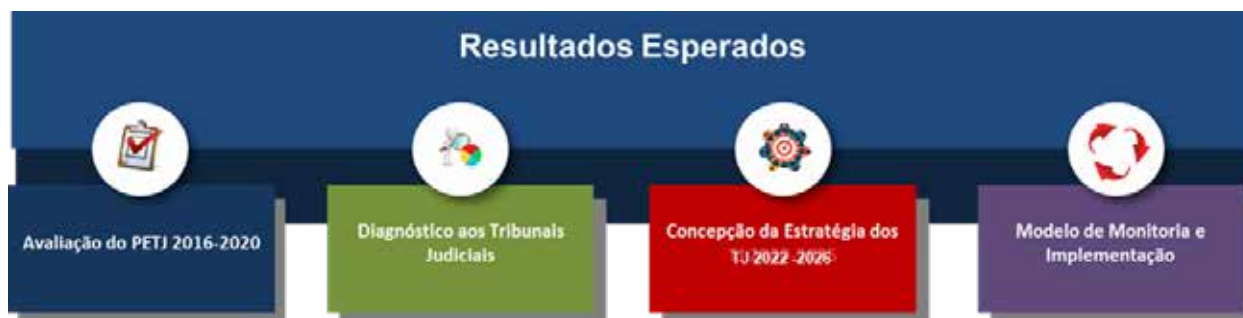 Resultados Esperados
Avaliação do PETJ 2016-2020
Diagnóstico aos Tribunais
Judiciais
Concepção da Estratégia dos
TJ 2022 -2026
Modelo de Monitoria e
Implementação